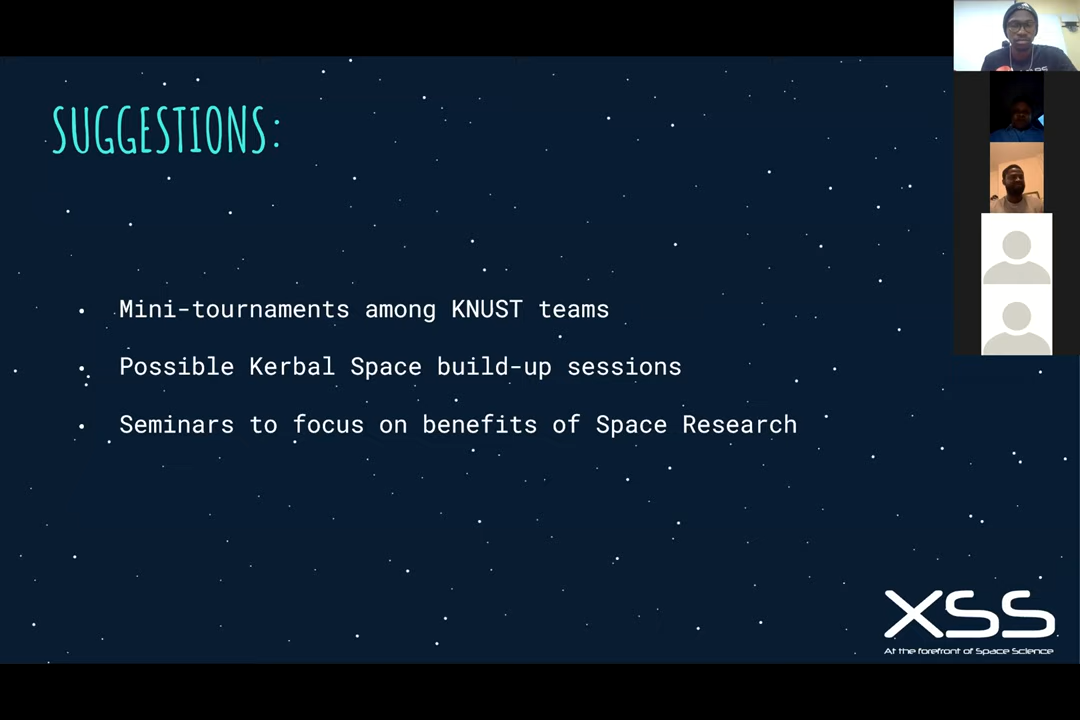 SUGGESTIONS:
• Mini-tournaments among KNUST teams
• Possible Kerbal Space build-up sessions
• Seminars to focus on benefits of Space Research
XSS
At the forefront of Space Science